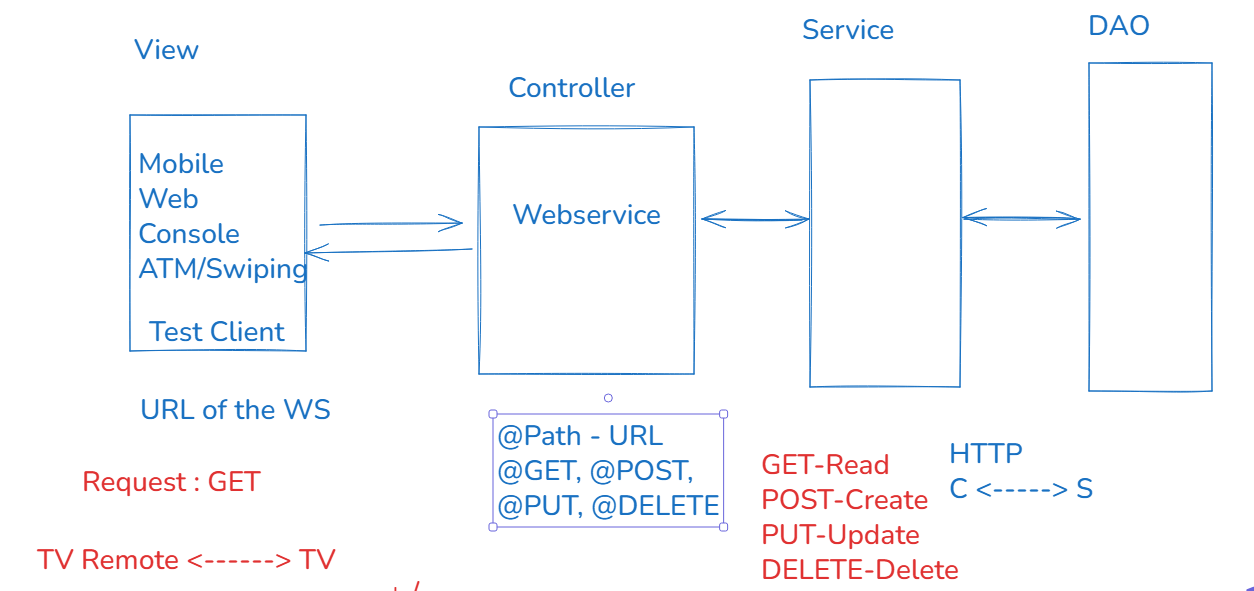 View
Controller
Service
DAO
Mobile
Web
Console
ATM/Swiping
Test Client
Webservice
URL of the WS
@Path - URL
@GET, @POST,
@PUT, @DELETE
Request : GET
TV Remote <------> TV
GET-Read
POST-Create
PUT-Update
DELETE-Delete
HTTP
C <-----> S